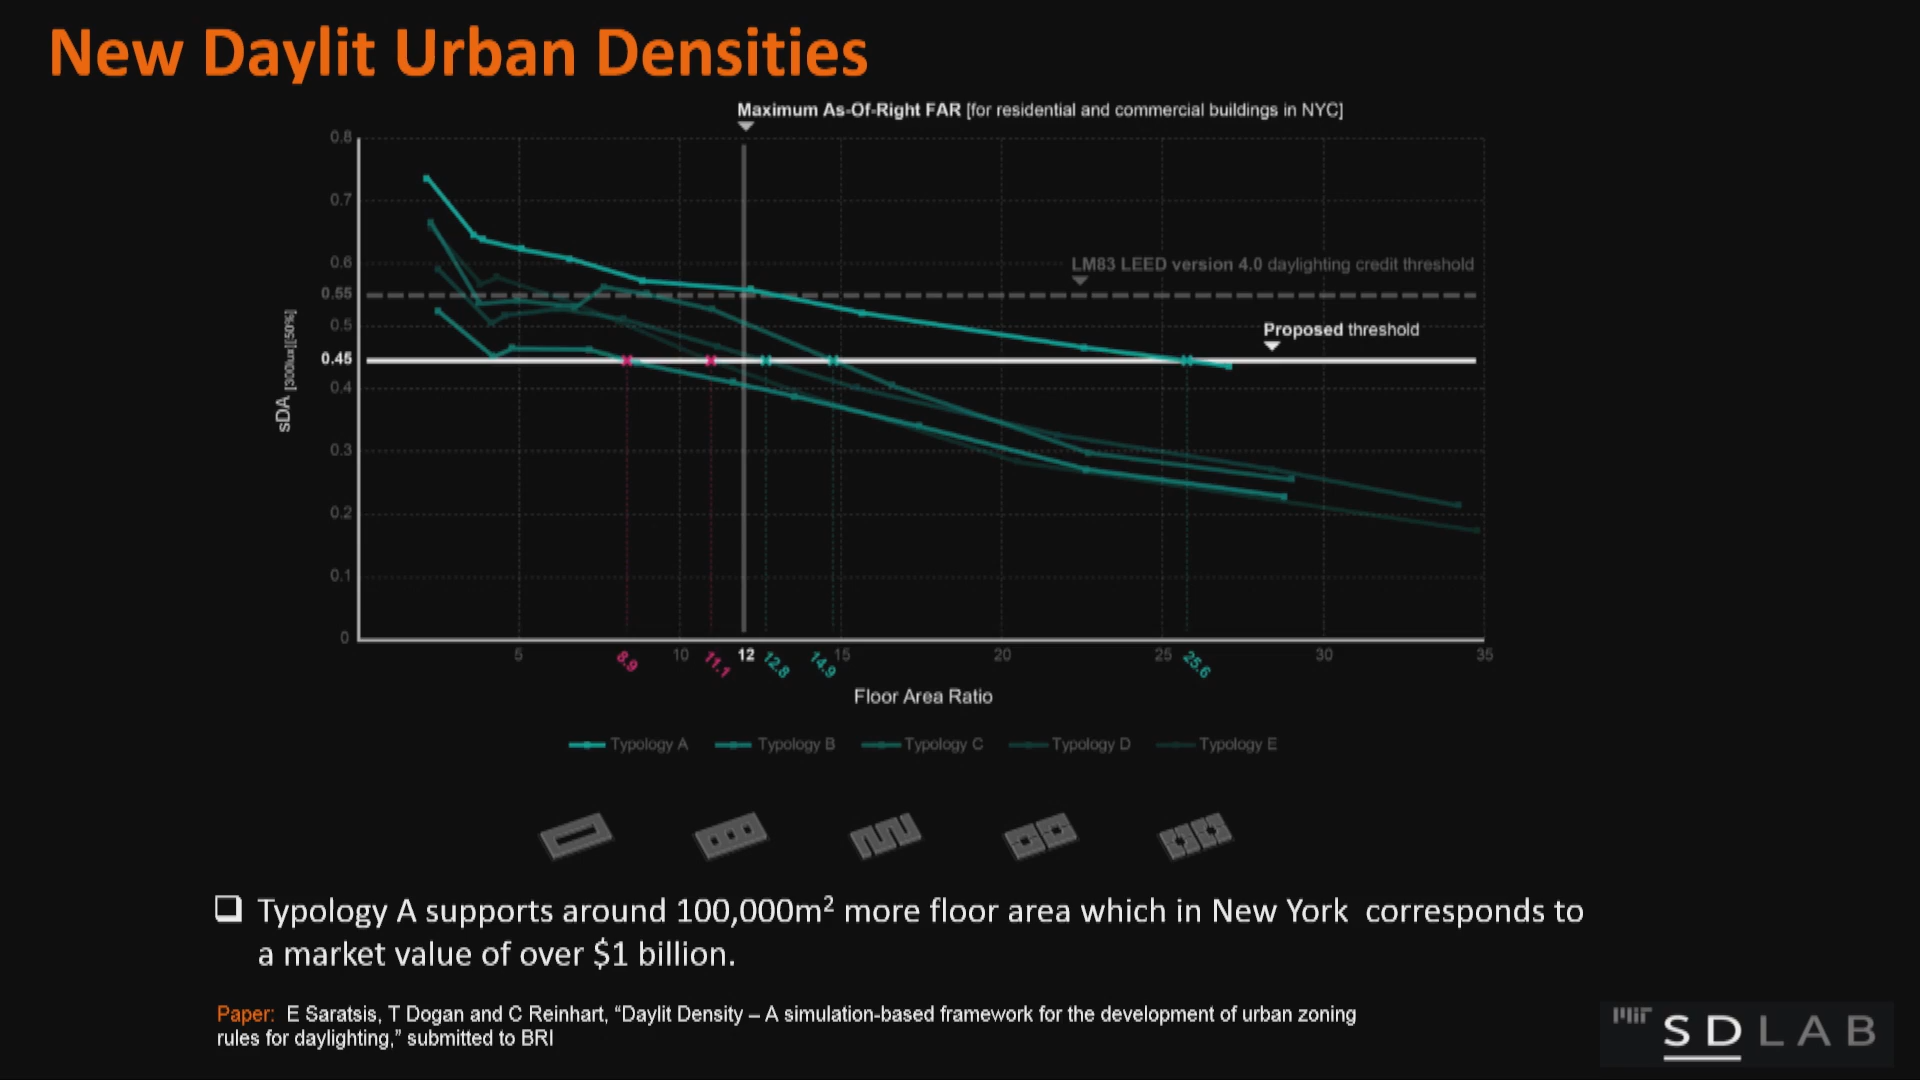 New Daylit Urban Densities
Maximum As-Of-Right FAR [for residential and commercial buildings in NYC]
0.8
0.7
0.6
LM83 LEED version 4.0 daylighting credit threshold
0.55
0.5
Proposed threshold
0.45
0.4
sDA [300lux][50%]
0.3
0.2
0.1
0
5 8.9 10 11.1 12 12.8 14.9 15 20 25 25.6 30 35
Floor Area Ratio
Typology A Typology B Typology C Typology D Typology E
Typology A supports around 100,000m² more floor area which in New York corresponds to
a market value of over $1 billion.
Paper: E Saratsis, T Dogan and C Reinhart, “Daylit Density – A simulation-based framework for the development of urban zoning
rules for daylighting,” submitted to BRI
MIT SDLAB